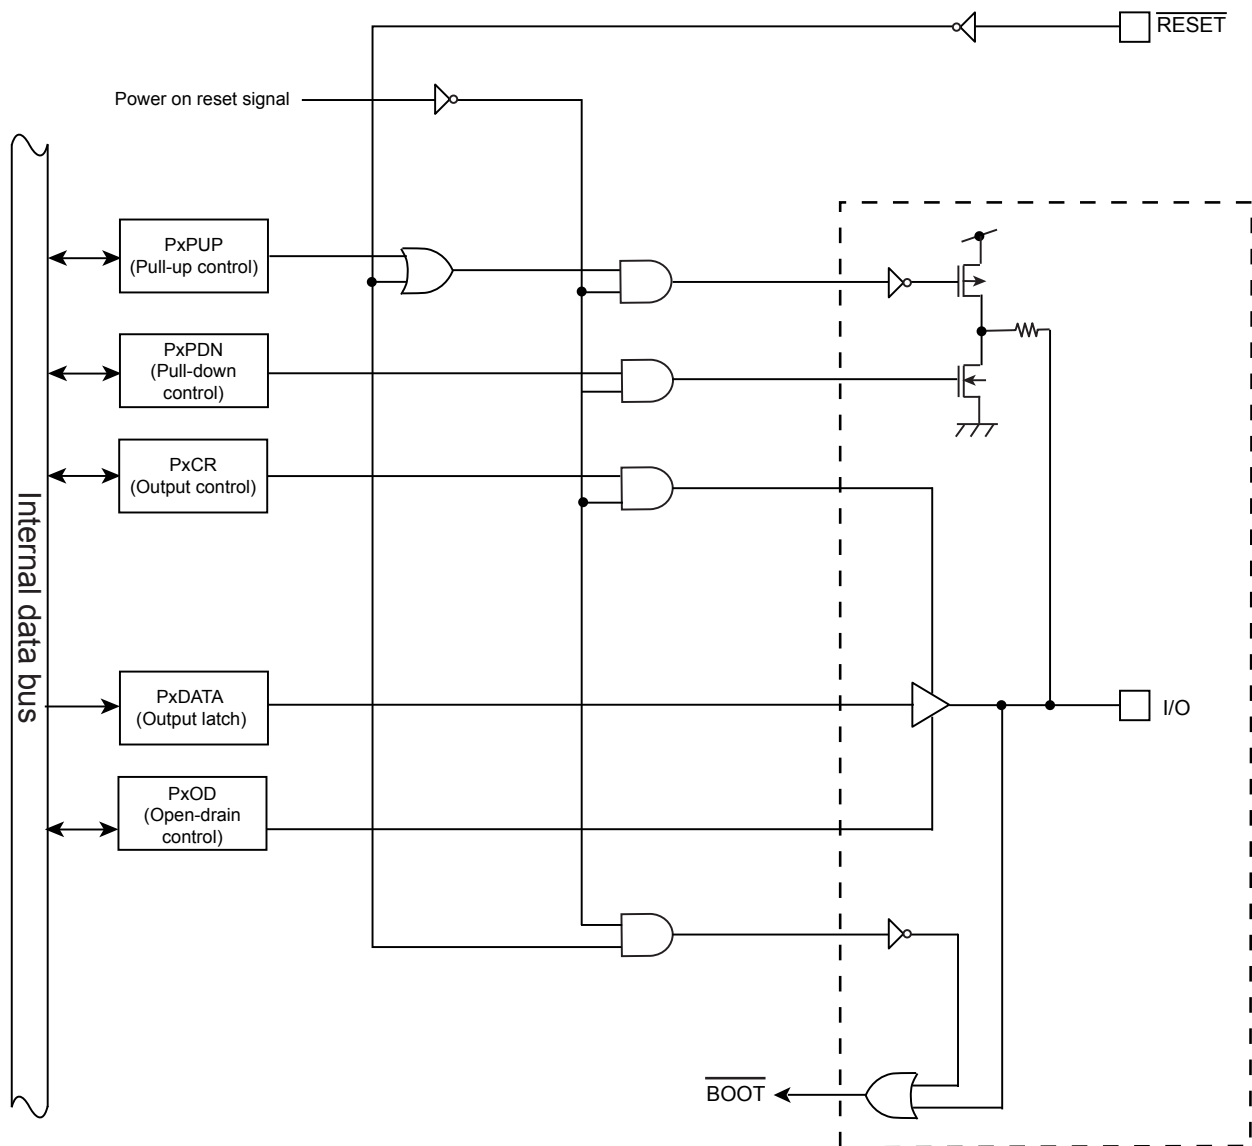 RESET
Power on reset signal
PxPUP
(Pull-up control)
PxPDN
(Pull-down
control)
PxCR
(Output control)
Internal data bus
PxDATA
(Output latch)
I/O
PxOD
(Open-drain
control)
BOOT